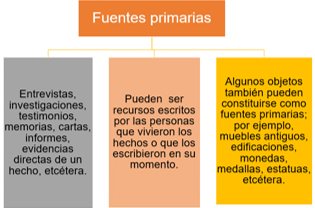 Fuentes primarias
Entrevistas,
investigaciones,
testimonios,
memorias, cartas,
informes,
evidencias
directas de un
hecho, etcétera.
Pueden ser
recursos escritos
por las personas
que vivieron los
hechos o que los
escribieron en su
momento.
Algunos objetos
también pueden
constituirse como
fuentes primarias;
por ejemplo,
muebles antiguos,
edificaciones,
monedas,
medallas, estatuas,
etcétera.